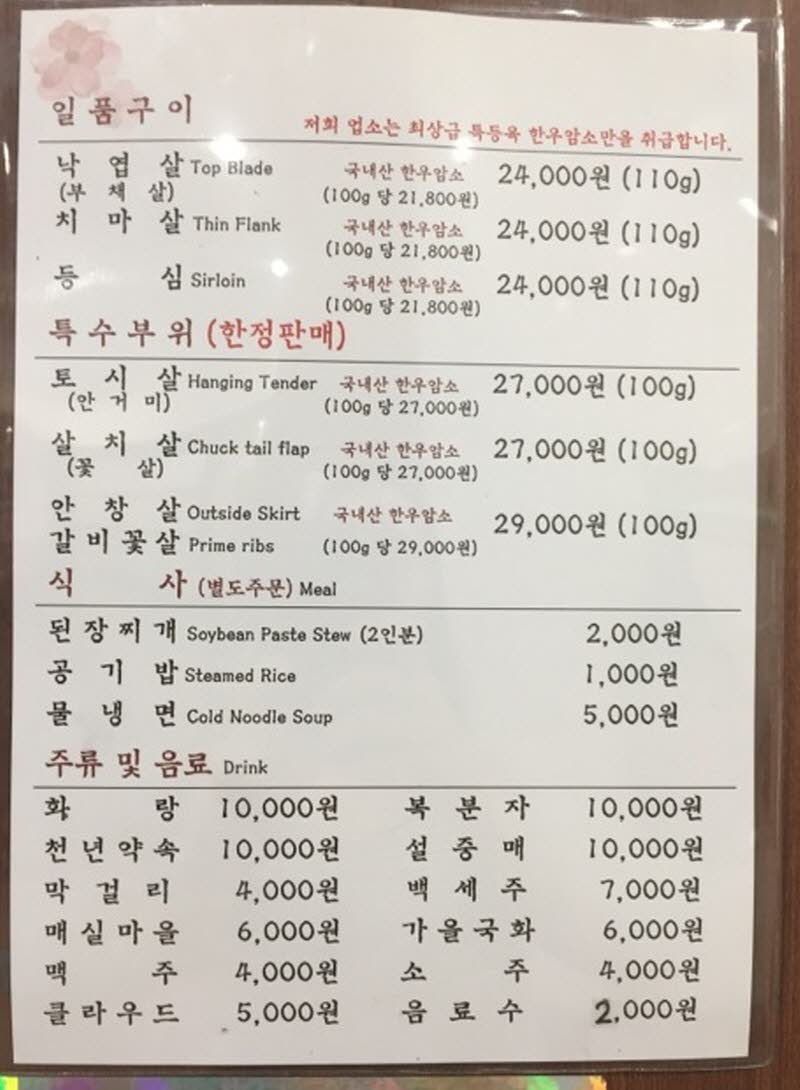 일품구이
저희 업소는 최상급 특등육 한우암소만을 취급합니다.
낙엽살 Top Blade 국내산 한우암소 24,000원 (110g)
(부채살) (100g 당 21,800원)
치마살 Thin Flank 국내산 한우암소 24,000원 (110g)
(100g 당 21,800원)
등심 Sirloin 국내산 한우암소 24,000원 (110g)
(100g 당 21,800원)
특수부위 (한정판매)
토시살 Hanging Tender 국내산 한우암소 27,000원 (100g)
(안거미) (100g 당 27,000원)
살치살 Chuck tail flap 국내산 한우암소 27,000원 (100g)
(꽃살) (100g 당 27,000원)
안창살 Outside Skirt 국내산 한우암소 29,000원 (100g)
갈비꽃살 Prime ribs (100g 당 29,000원)
식사 (별도주문) Meal
된장찌개 Soybean Paste Stew (2인분) 2,000원
공기밥 Steamed Rice 1,000원
물냉면 Cold Noodle Soup 5,000원
주류 및 음료 Drink
화랑 10,000원 복분자 10,000원
천년약속 10,000원 설중매 10,000원
막걸리 4,000원 백세주 7,000원
매실마을 6,000원 가을국화 6,000원
맥주 4,000원 소주 4,000원
클라우드 5,000원 음료수 2,000원